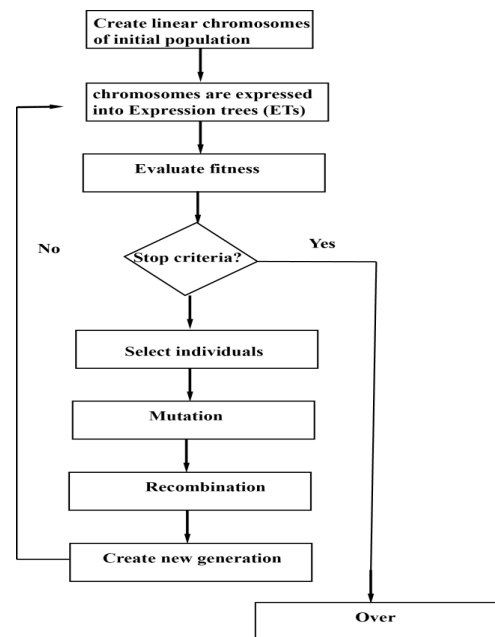 Create linear chromosomes
of initial population
chromosomes are expressed
into Expression trees (ETs)
Evaluate fitness
No
Yes
Stop criteria?
Select individuals
Mutation
Recombination
Create new generation
Over